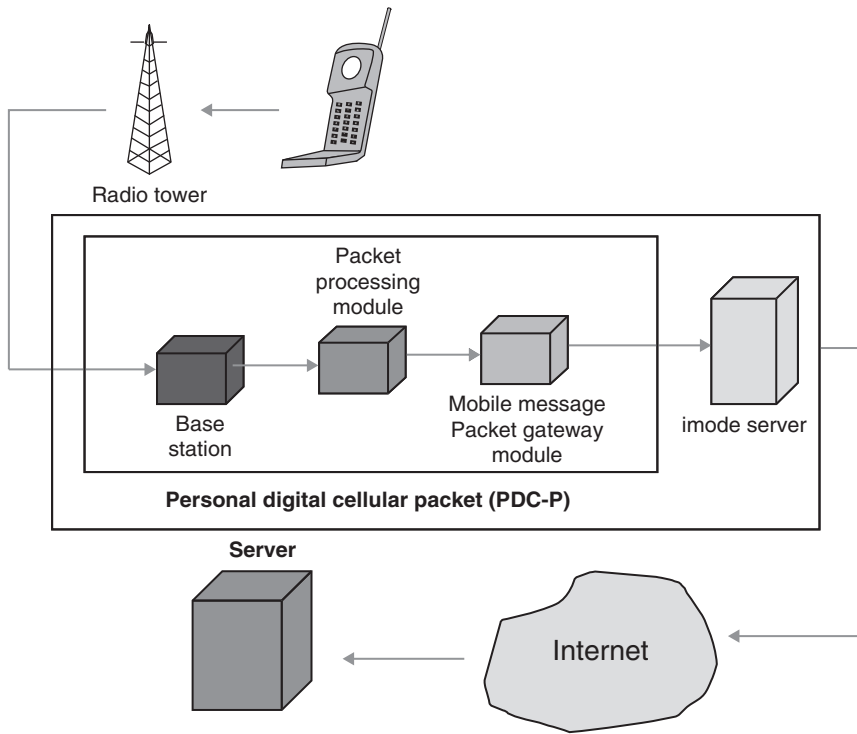 Radio tower
Packet
processing
module
Base
station
Mobile message
Packet gateway
module
imode server
Personal digital cellular packet (PDC-P)
Server
Internet